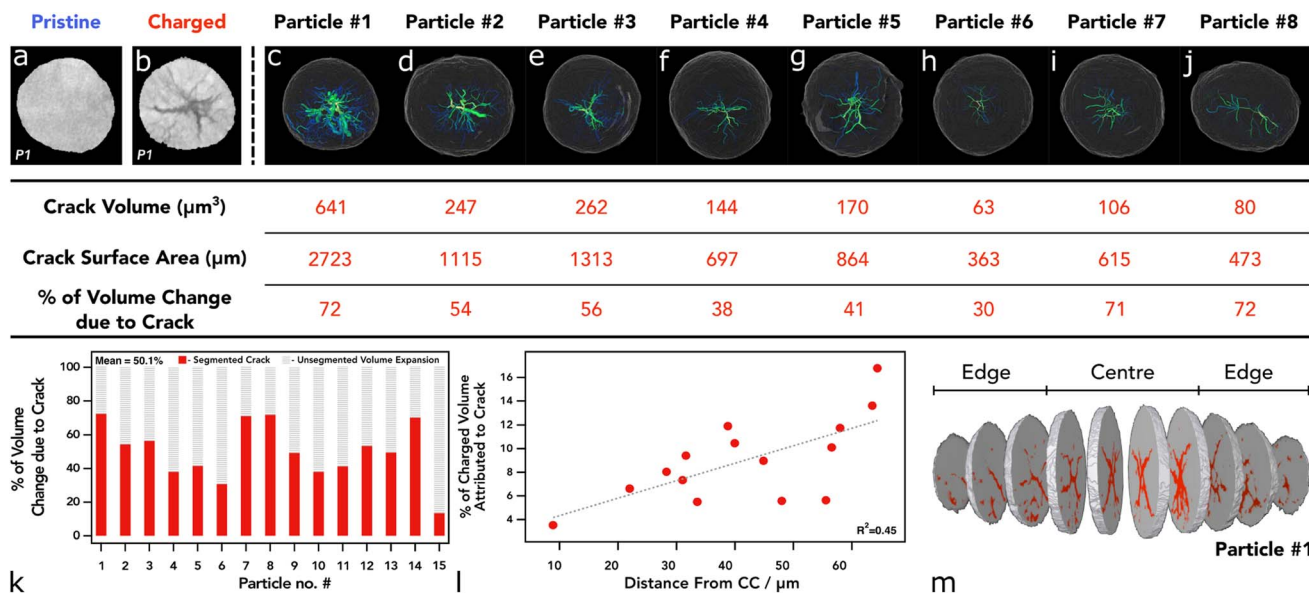 Pristine Charged Particle #1 Particle #2 Particle #3 Particle #4 Particle #5 Particle #6 Particle #7 Particle #8
a b c d e f g h i j
P1 P1
Crack Volume (µm³) 641 247 262 144 170 63 106 80
Crack Surface Area (µm) 2723 1115 1313 697 864 363 615 473
% of Volume Change
due to Crack 72 54 56 38 41 30 71 72
Mean = 50.1% - Segmented Crack - Unsegmented Volume Expansion
% of Volume
Change due to Crack
100
80
60
40
20
0
1 2 3 4 5 6 7 8 9 10 11 12 13 14 15
Particle no. #
k
% of Charged Volume
Attributed to Crack
16
14
12
10
8
6
4
R²=0.45
10 20 30 40 50 60
Distance From CC / µm
l
Edge Centre Edge
Particle #1
m